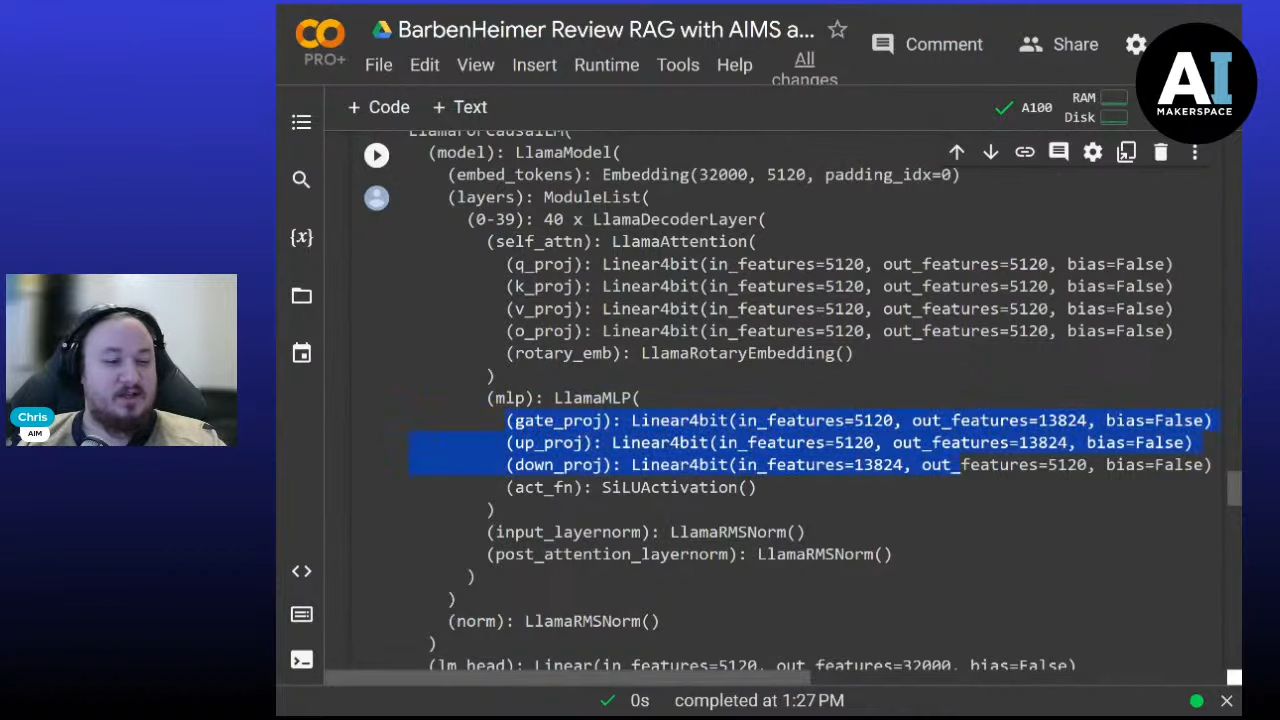 BarbenHeimer Review RAG with AIMS a...
PRO+
File Edit View Insert Runtime Tools Help
All changes
Comment
Share
AI
MAKERSPACE
+ Code + Text
A100
RAM
Disk
LlamaForCausalLM(
(model): LlamaModel(
(embed_tokens): Embedding(32000, 5120, padding_idx=0)
(layers): ModuleList(
(0-39): 40 x LlamaDecoderLayer(
{x}
(self_attn): LlamaAttention(
(q_proj): Linear4bit(in_features=5120, out_features=5120, bias=False)
(k_proj): Linear4bit(in_features=5120, out_features=5120, bias=False)
(v_proj): Linear4bit(in_features=5120, out_features=5120, bias=False)
(o_proj): Linear4bit(in_features=5120, out_features=5120, bias=False)
(rotary_emb): LlamaRotaryEmbedding()
)
(mlp): LlamaMLP(
(gate_proj): Linear4bit(in_features=5120, out_features=13824, bias=False)
(up_proj): Linear4bit(in_features=5120, out_features=13824, bias=False)
(down_proj): Linear4bit(in_features=13824, out_features=5120, bias=False)
(act_fn): SiLUActivation()
)
(input_layernorm): LlamaRMSNorm()
(post_attention_layernorm): LlamaRMSNorm()
)
)
(norm): LlamaRMSNorm()
)
(lm_head): Linear(in_features=5120, out_features=32000, bias=False)
0s completed at 1:27 PM
Chris
AIM